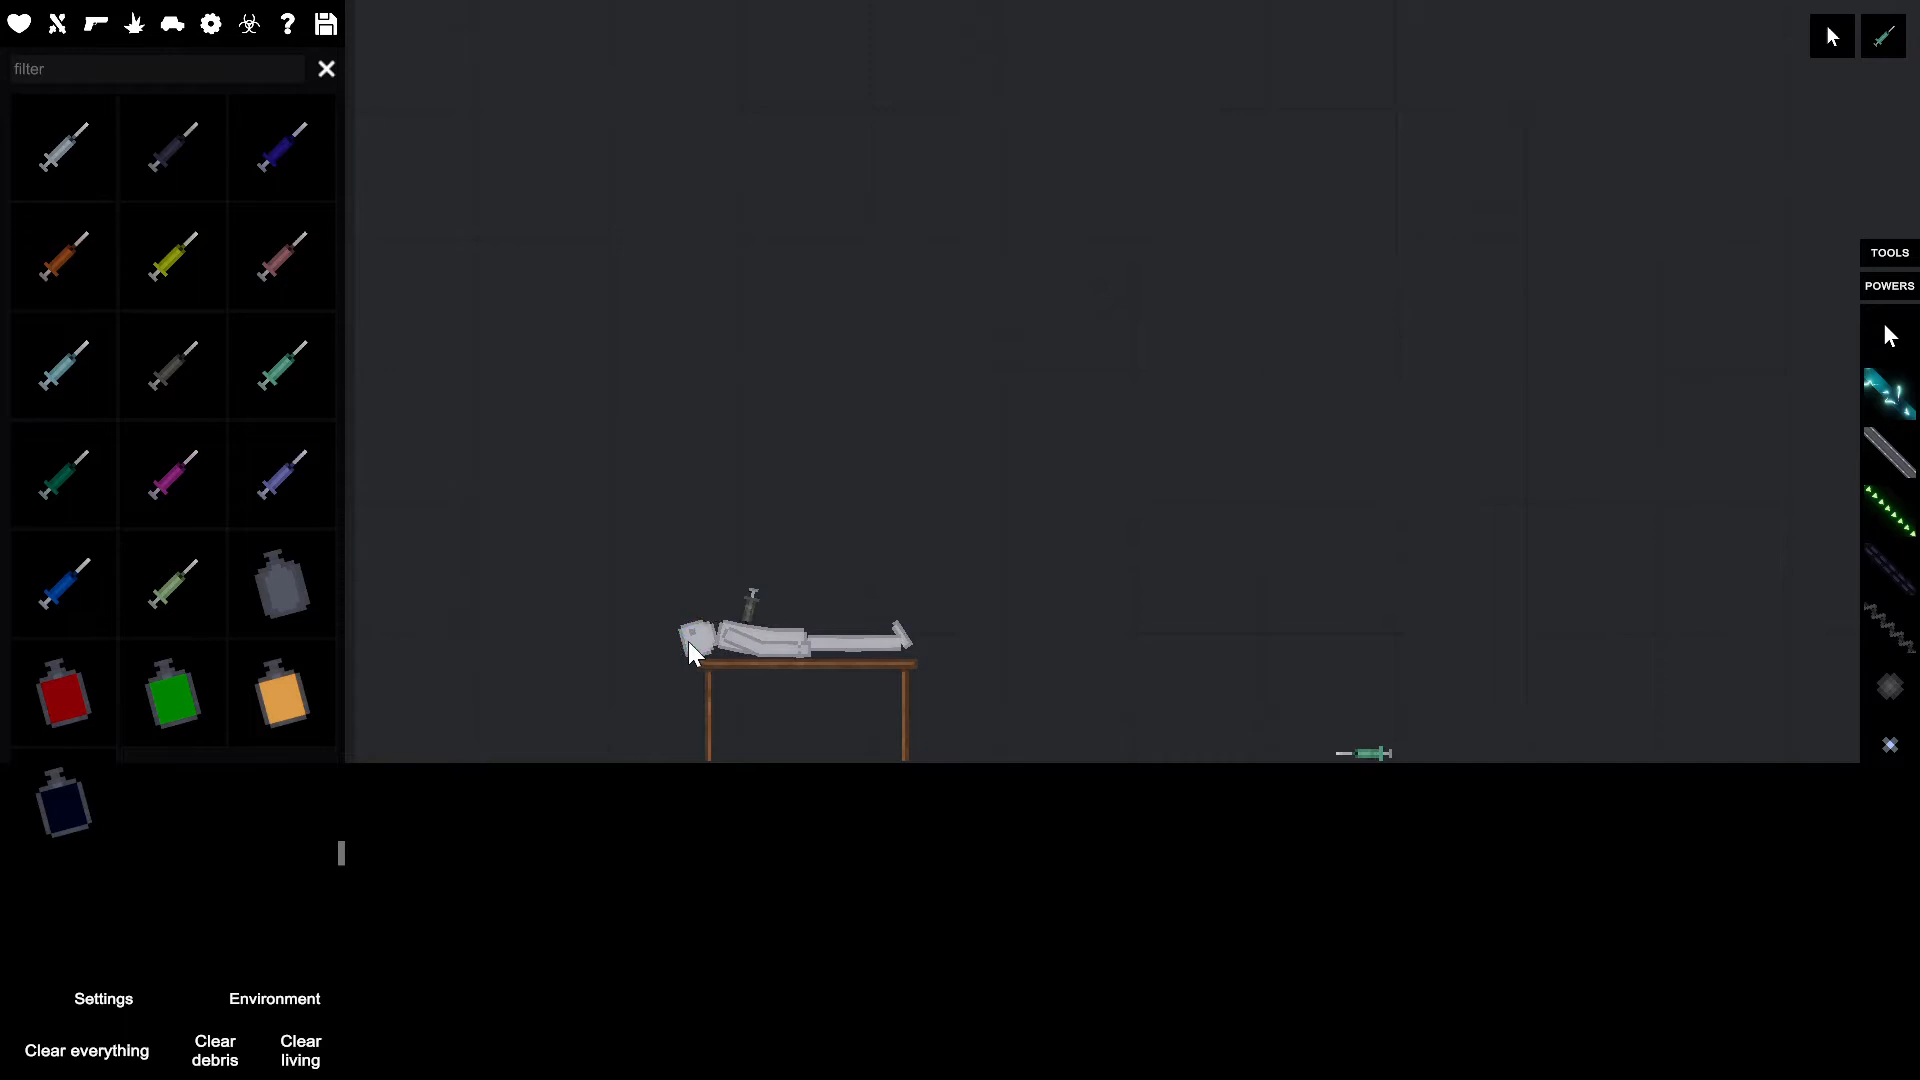 filter
TOOLS
POWERS
Settings
Environment
Clear everything
Clear
debris
Clear
living